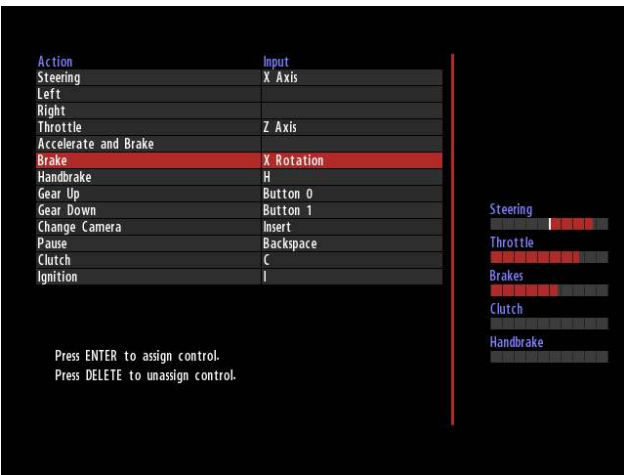 Action Input
Steering X Axis
Left
Right
Throttle Z Axis
Accelerate and Brake
Brake X Rotation
Handbrake H
Gear Up Button 0
Gear Down Button 1
Change Camera Insert
Pause Backspace
Clutch C
Ignition I
Press ENTER to assign control.
Press DELETE to unassign control.
Steering
Throttle
Brakes
Clutch
Handbrake